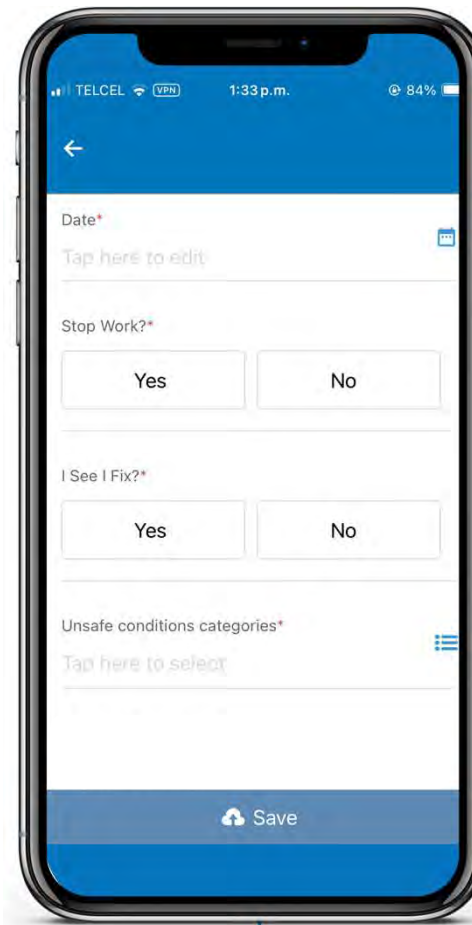 TELCEL VPN 1:33 p.m. 84%
Date*
Tap here to edit
Stop Work?*
Yes No
I See I Fix?*
Yes No
Unsafe conditions categories*
Tap here to select
Save